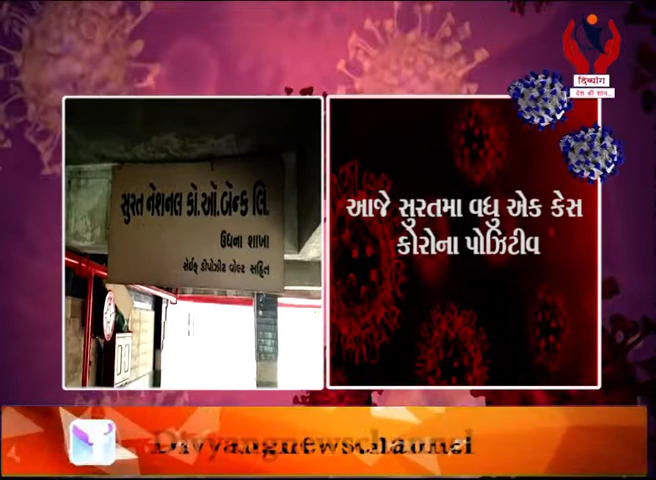 दिव्यांग
देश की शान..
સુરત નેશનલ કો.ઓ.બેન્ક લિ.
ઉધના શાખા
સેઈફ ડીપોઝીટ વોલ્ટ સહિત
આજે સુરતમા વધુ એક કેસ
કોરોના પોઝિટીવ
Divyangnewschannel